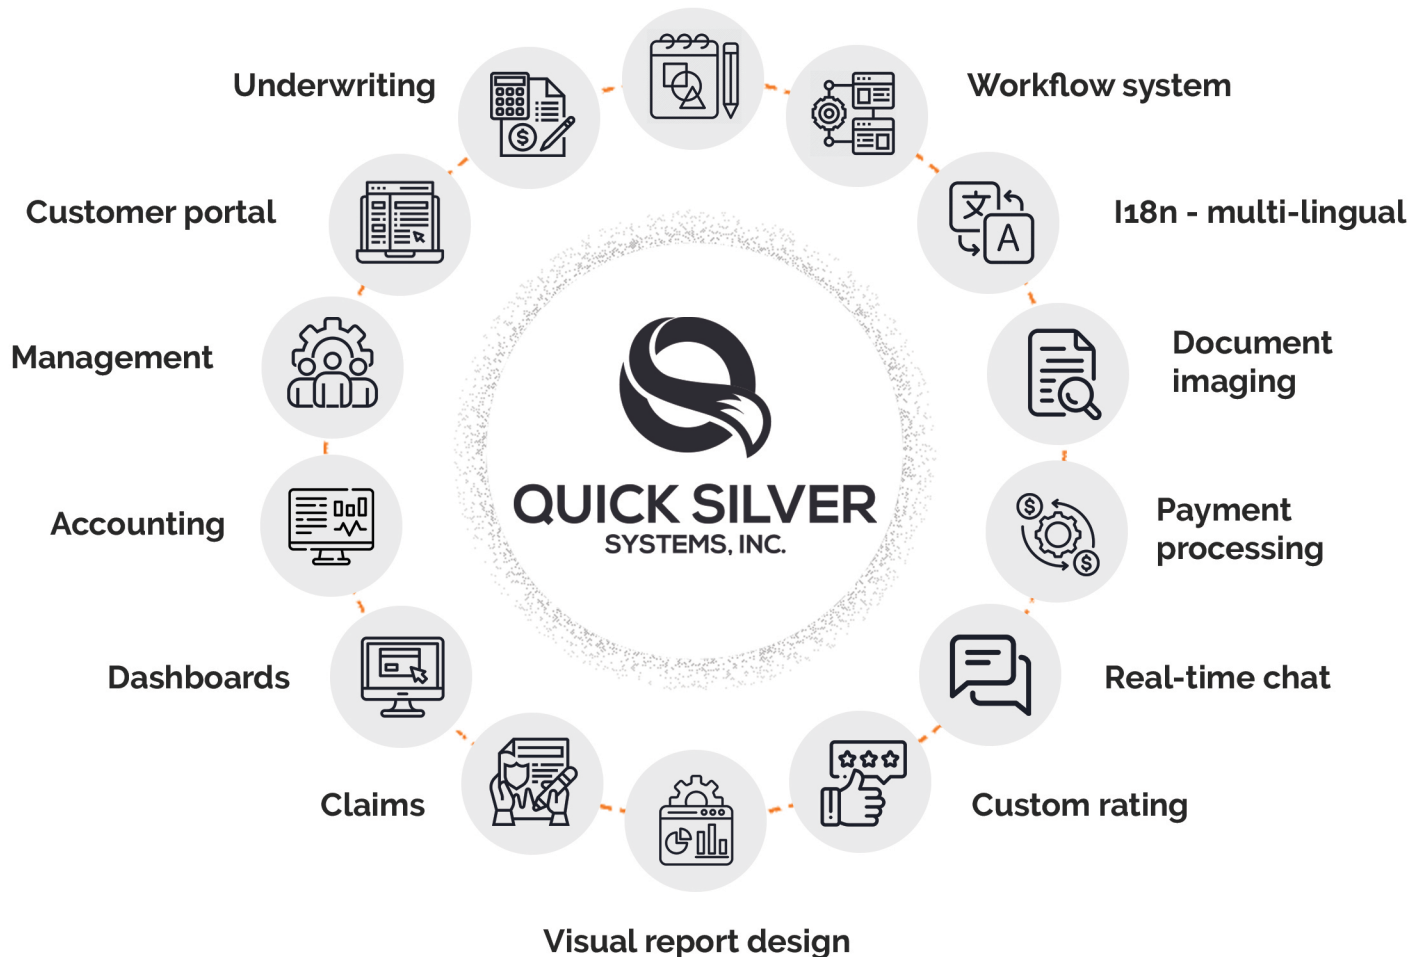 Underwriting
Workflow system
Customer portal
I18n - multi-lingual
Management
Document
imaging
QUICK SILVER
SYSTEMS, INC.
Accounting
Payment
processing
Dashboards
Real-time chat
Claims
Custom rating
Visual report design
文
A
$
$
$